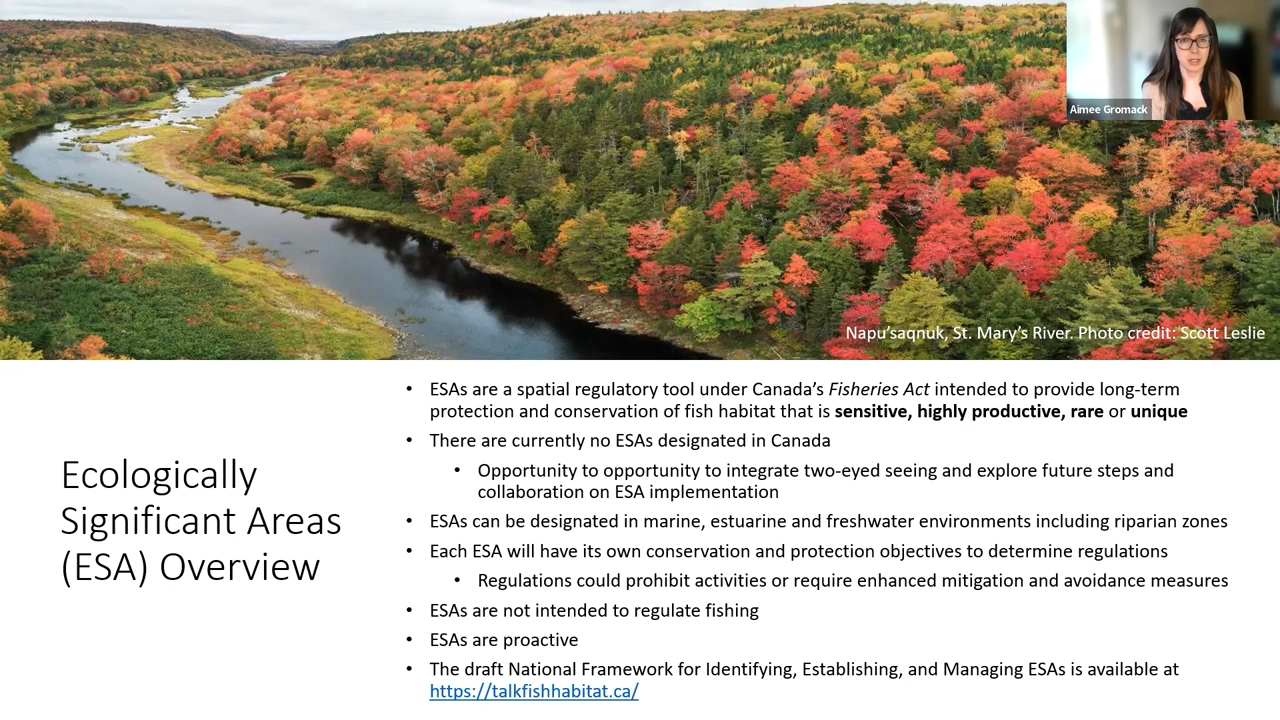 Aimee Gromack
Napu'saqnuk, St. Mary's River. Photo credit: Scott Leslie
Ecologically
Significant Areas
(ESA) Overview
• ESAs are a spatial regulatory tool under Canada's Fisheries Act intended to provide long-term
protection and conservation of fish habitat that is sensitive, highly productive, rare or unique
• There are currently no ESAs designated in Canada
• Opportunity to opportunity to integrate two-eyed seeing and explore future steps and
collaboration on ESA implementation
• ESAs can be designated in marine, estuarine and freshwater environments including riparian zones
• Each ESA will have its own conservation and protection objectives to determine regulations
• Regulations could prohibit activities or require enhanced mitigation and avoidance measures
• ESAs are not intended to regulate fishing
• ESAs are proactive
• The draft National Framework for Identifying, Establishing, and Managing ESAs is available at
https://talkfishhabitat.ca/